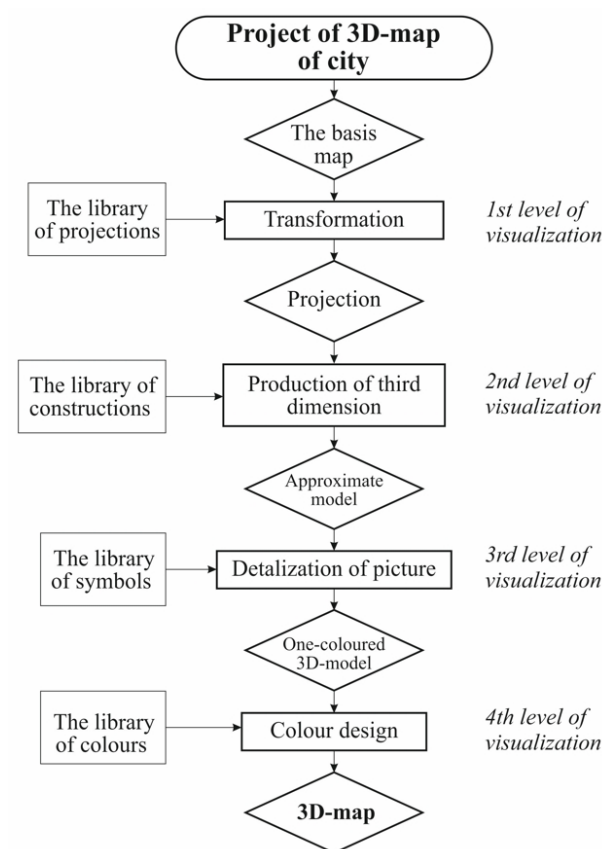 Project of 3D-map
of city
The basis
map
The library
of projections
Transformation
1st level of
visualization
Projection
The library of
constructions
Production of third
dimension
2nd level of
visualization
Approximate
model
The library
of symbols
Detalization of picture
3rd level of
visualization
One-coloured
3D-model
The library
of colours
Colour design
4th level of
visualization
3D-map